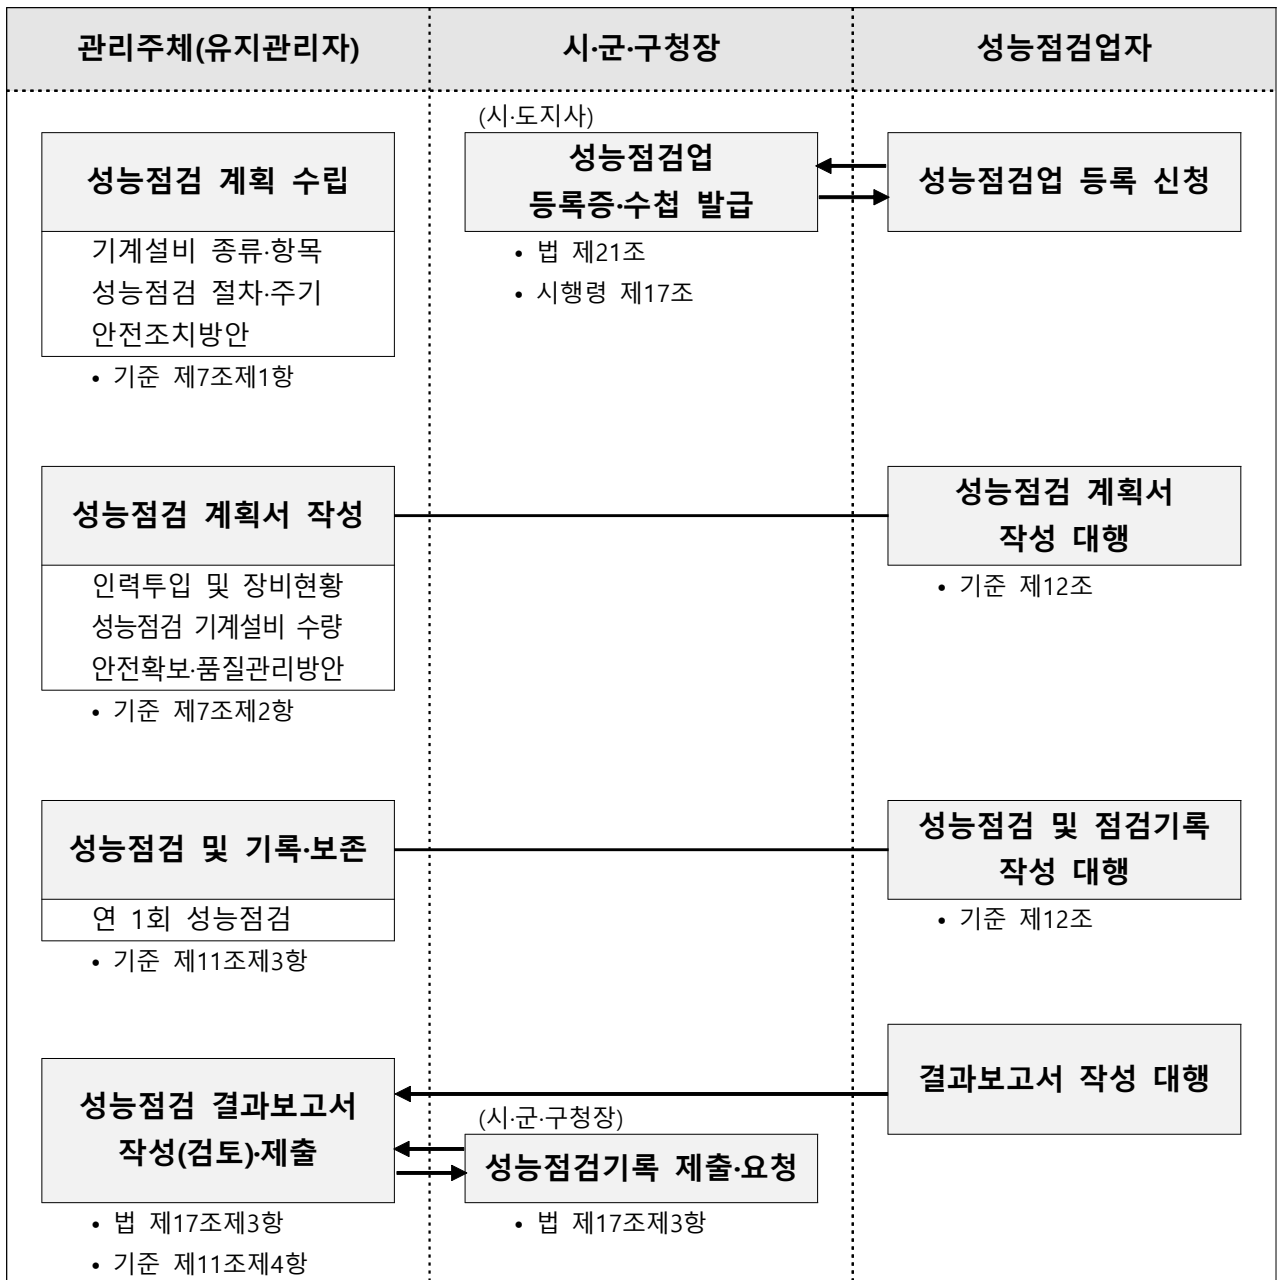 관리주체(유지관리자)
시·군·구청장
성능점검업자
성능점검 계획 수립
기계설비 종류·항목
성능점검 절차·주기
안전조치방안
• 기준 제7조제1항
(시·도지사)
성능점검업
등록증·수첩 발급
• 법 제21조
• 시행령 제17조
성능점검업 등록 신청
성능점검 계획서 작성
인력투입 및 장비현황
성능점검 기계설비 수량
안전확보·품질관리방안
• 기준 제7조제2항
성능점검 계획서
작성 대행
• 기준 제12조
성능점검 및 기록·보존
연 1회 성능점검
• 기준 제11조제3항
성능점검 및 점검기록
작성 대행
• 기준 제12조
성능점검 결과보고서
작성(검토)·제출
• 법 제17조제3항
• 기준 제11조제4항
(시·군·구청장)
성능점검기록 제출·요청
• 법 제17조제3항
결과보고서 작성 대행